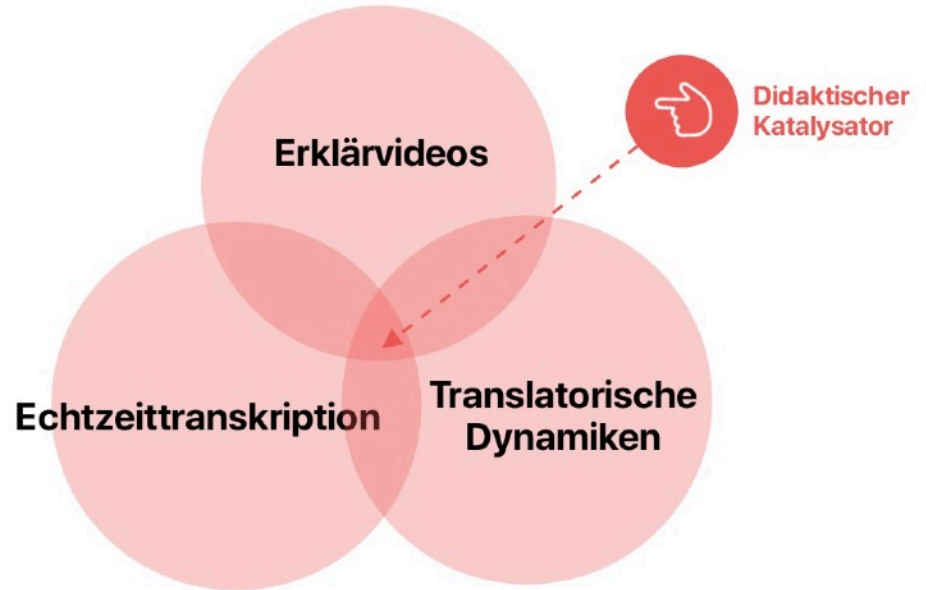 Erklärvideos
Didaktischer
Katalysator
Echtzeittranskription
Translatorische
Dynamiken